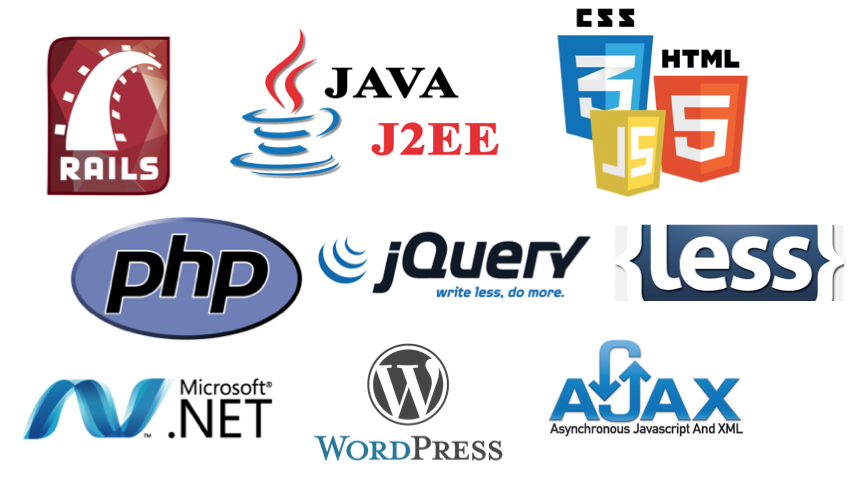 RAILS
JAVA
J2EE
CSS
HTML
JS
5
php
jQuery
write less, do more.
{less}
Microsoft®
.NET
™
W
WORDPRESS
AJAX
Asynchronous Javascript And XML